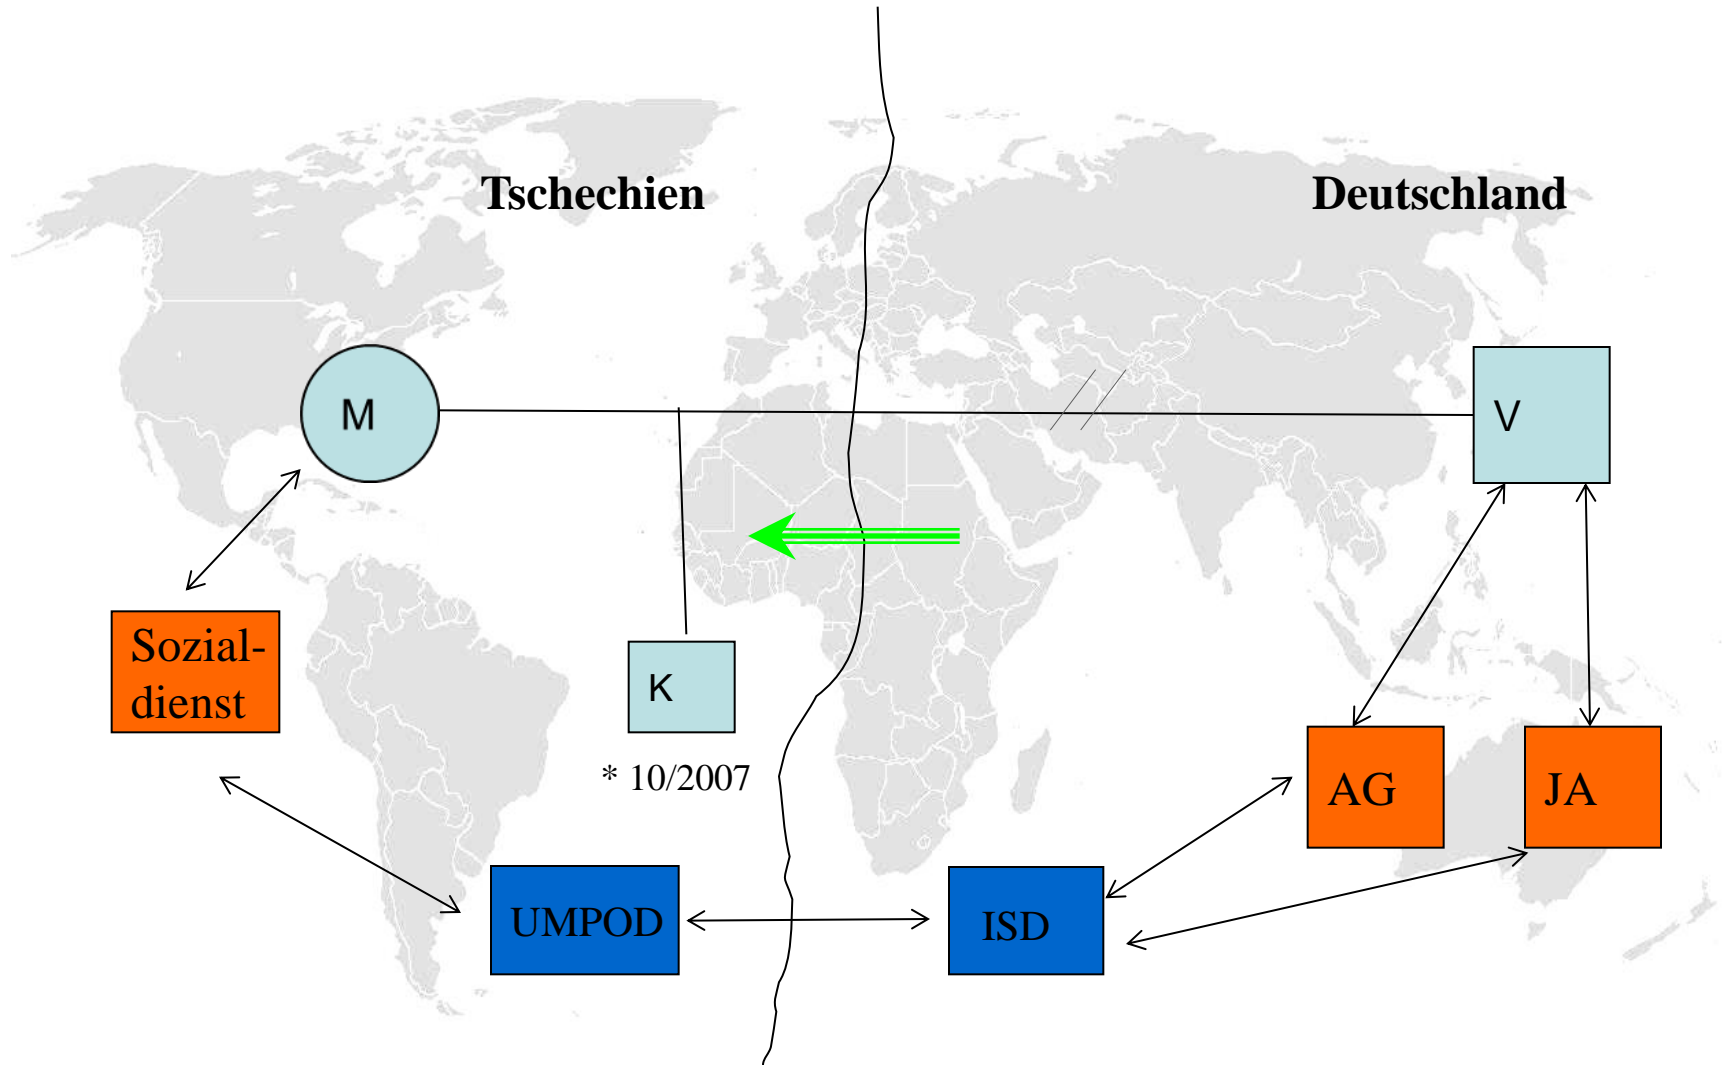 Tschechien
Deutschland
M
V
Sozial-
dienst
K
* 10/2007
AG
JA
UMPOD
ISD